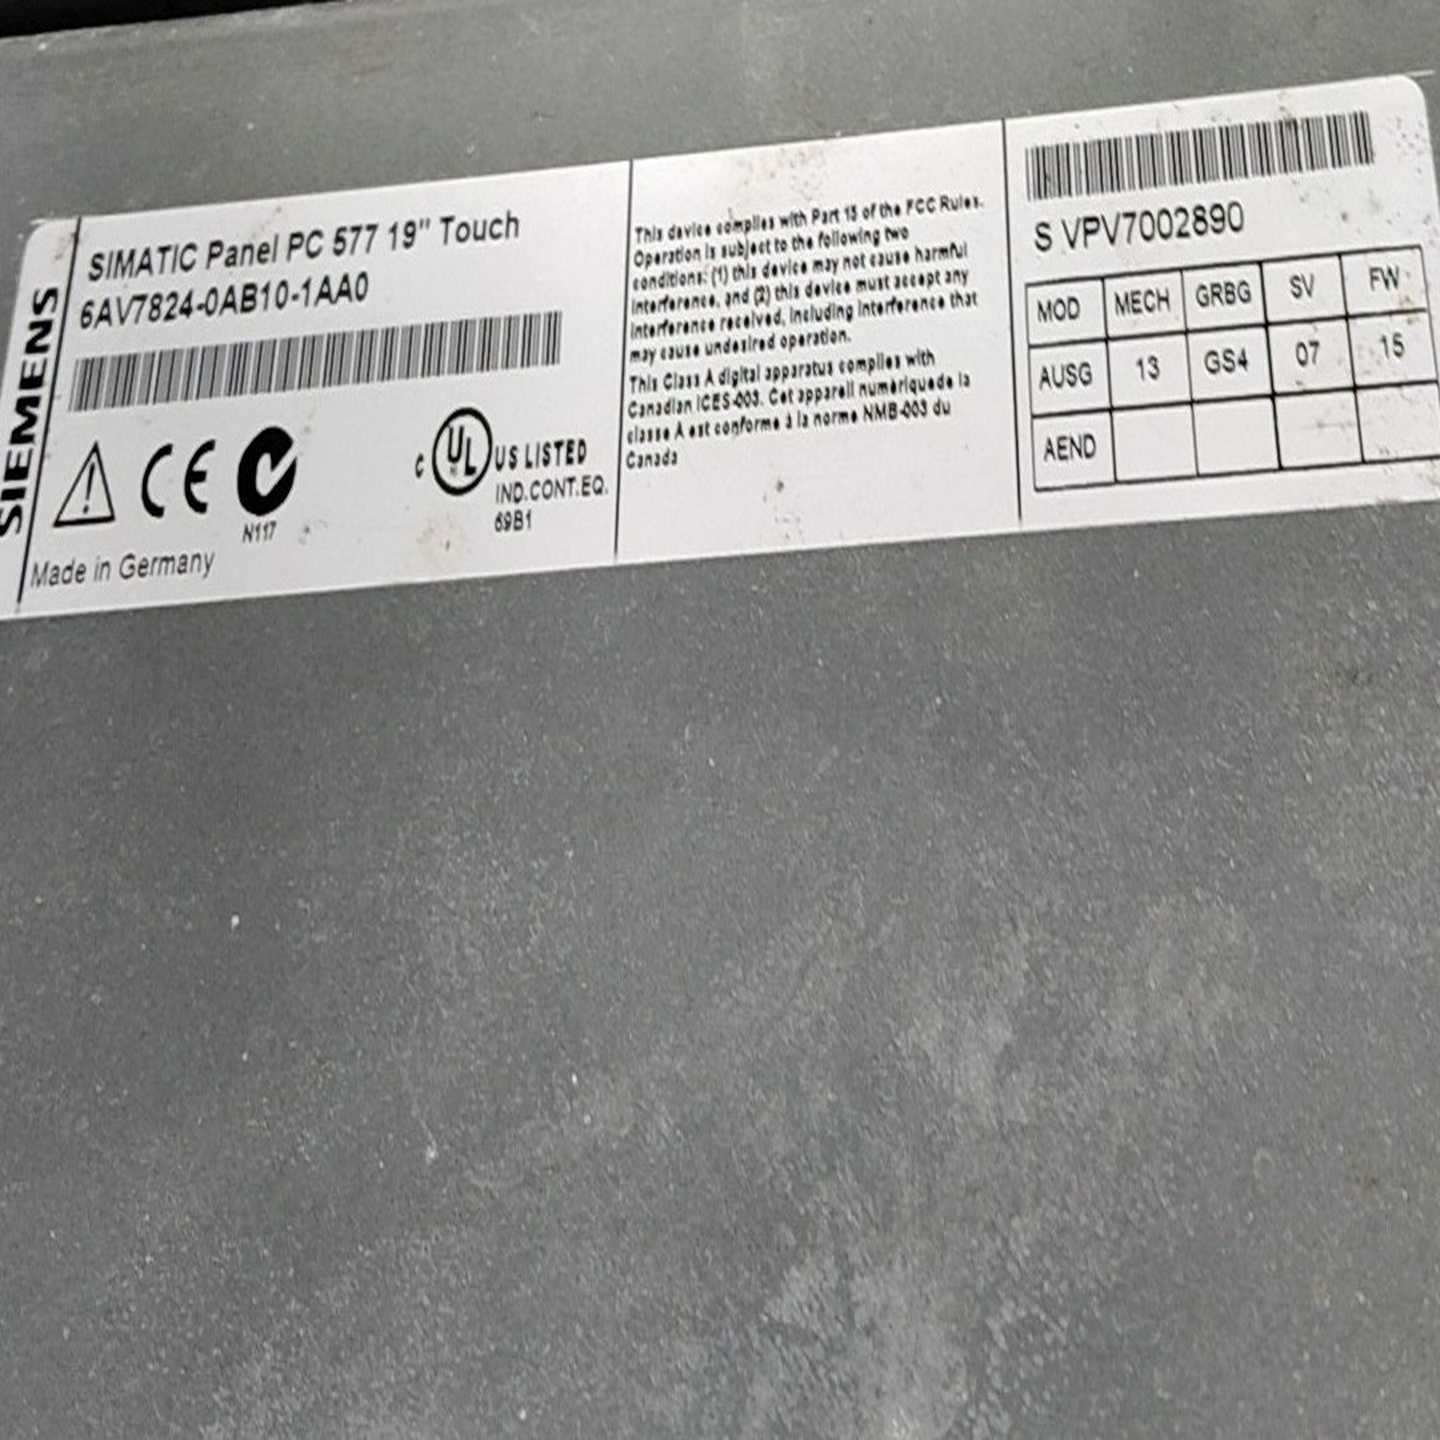 SIEMENS
SIMATIC Panel PC 577 19" Touch
6AV7824-0AB10-1AA0
CE
N117
C UL US LISTED
IND.CONT.EQ.
69B1
Made in Germany
This device complies with Part 15 of the FCC Rules.
Operation is subject to the following two
conditions: (1) this device may not cause harmful
interference, and (2) this device must accept any
interference received, including interference that
may cause undesired operation.
This Class A digital apparatus complies with
Canadian ICES-003. Cet appareil numériquede la
classe A est conforme à la norme NMB-003 du
Canada
S VPV7002890
MOD MECH GRBG SV FW
AUSG 13 GS4 07 15
AEND